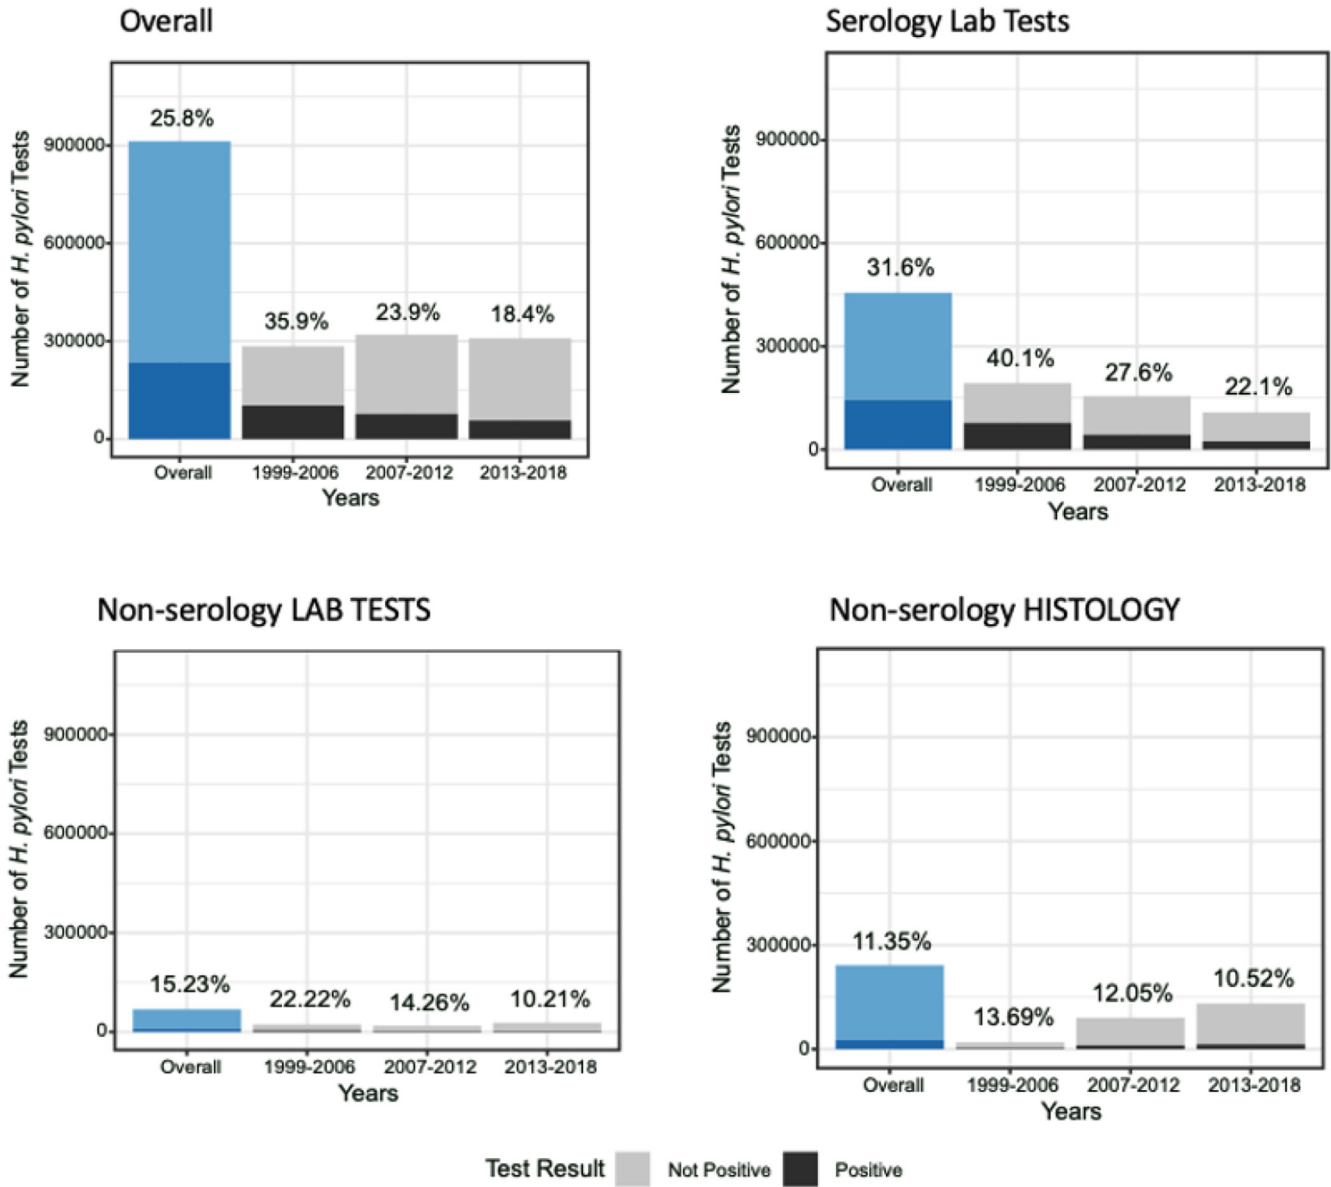 Overall
Number of H. pylori Tests
900000
600000
300000
0
25.8%
35.9%
23.9%
18.4%
Overall
1999-2006
2007-2012
2013-2018
Years
Serology Lab Tests
Number of H. pylori Tests
900000
600000
300000
0
31.6%
40.1%
27.6%
22.1%
Overall
1999-2006
2007-2012
2013-2018
Years
Non-serology LAB TESTS
Number of H. pylori Tests
900000
600000
300000
0
15.23%
22.22%
14.26%
10.21%
Overall
1999-2006
2007-2012
2013-2018
Years
Non-serology HISTOLOGY
Number of H. pylori Tests
900000
600000
300000
0
11.35%
13.69%
12.05%
10.52%
Overall
1999-2006
2007-2012
2013-2018
Years
Test Result Not Positive Positive